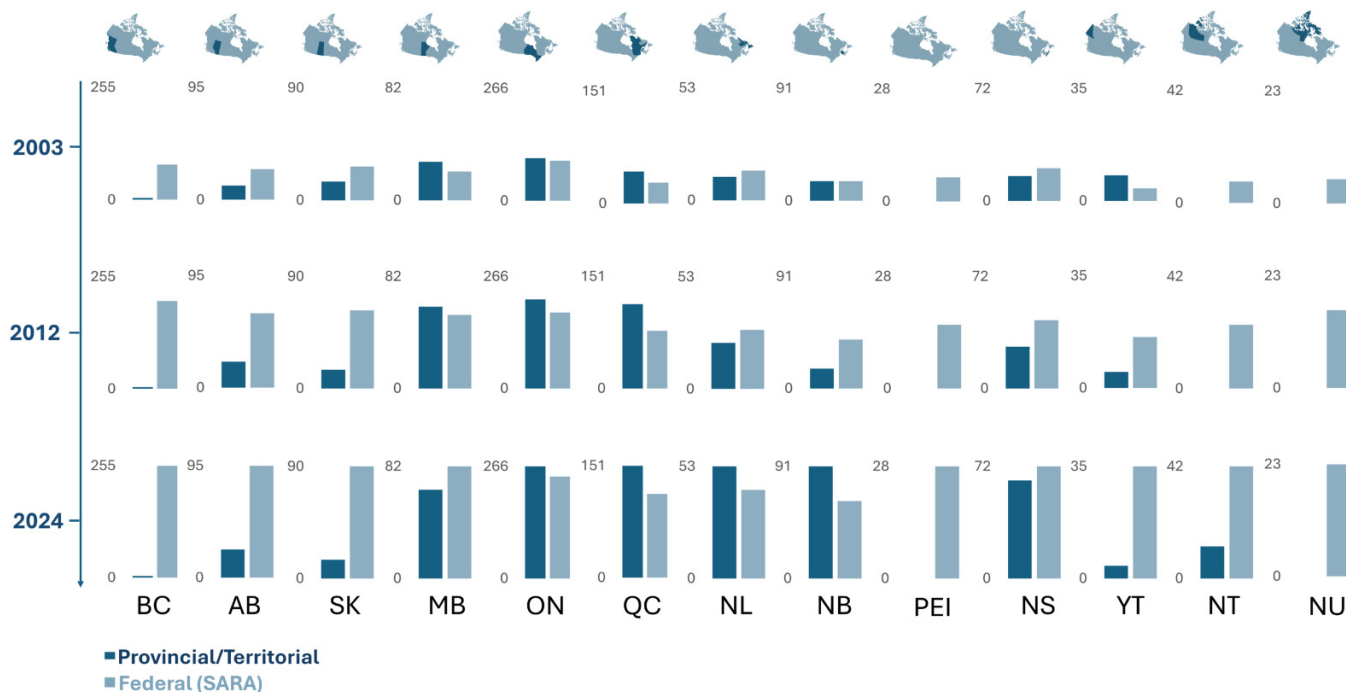 255 95 90 82 266 151 53 91 28 72 35 42 23
2003
0 0 0 0 0 0 0 0 0 0 0 0 0
255 95 90 82 266 151 53 91 28 72 35 42 23
2012
0 0 0 0 0 0 0 0 0 0 0 0 0
255 95 90 82 266 151 53 91 28 72 35 42 23
2024
0 0 0 0 0 0 0 0 0 0 0 0 0
BC AB SK MB ON QC NL NB PEI NS YT NT NU
Provincial/Territorial
Federal (SARA)